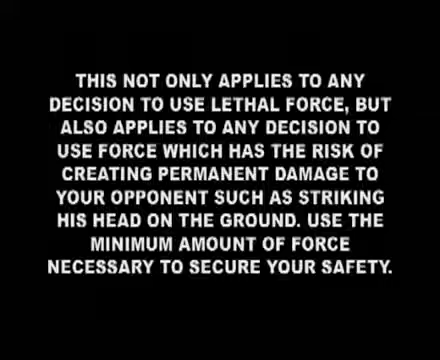 THIS NOT ONLY APPLIES TO ANY
DECISION TO USE LETHAL FORCE, BUT
ALSO APPLIES TO ANY DECISION TO
USE FORCE WHICH HAS THE RISK OF
CREATING PERMANENT DAMAGE TO
YOUR OPPONENT SUCH AS STRIKING
HIS HEAD ON THE GROUND. USE THE
MINIMUM AMOUNT OF FORCE
NECESSARY TO SECURE YOUR SAFETY.